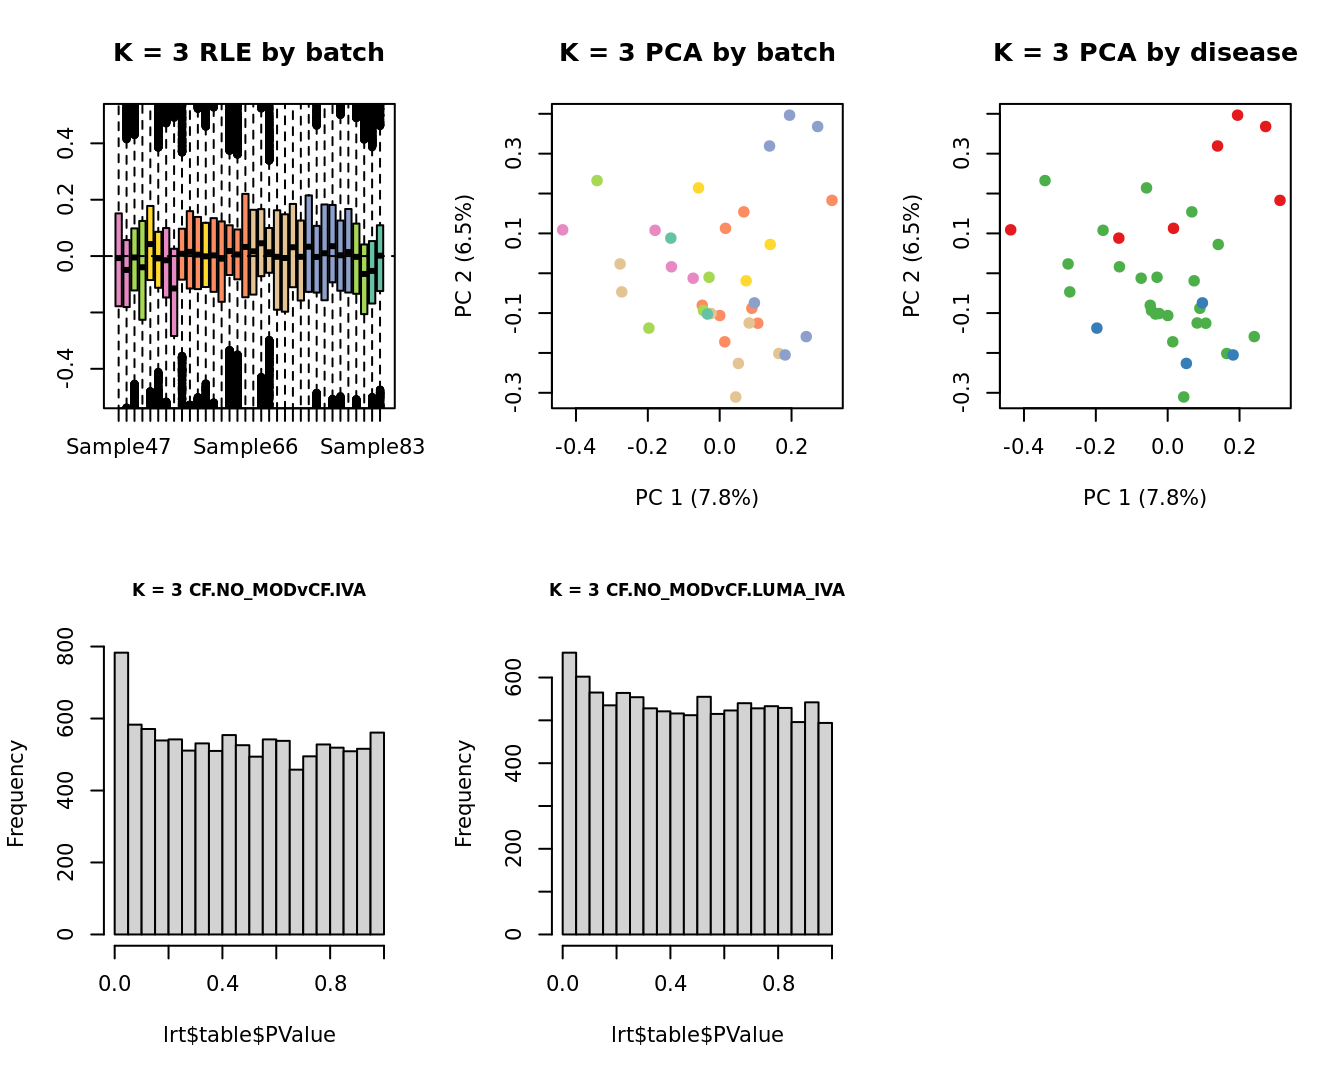 K = 3 RLE by batch
0.4
0.2
0.0
-0.4
Sample47 Sample66 Sample83
K = 3 PCA by batch
PC 2 (6.5%)
0.3
0.1
-0.1
-0.3
-0.4 -0.2 0.0 0.2
PC 1 (7.8%)
K = 3 PCA by disease
PC 2 (6.5%)
0.3
0.1
-0.1
-0.3
-0.4 -0.2 0.0 0.2
PC 1 (7.8%)
K = 3 CF.NO_MODvCF.IVA
Frequency
800
600
400
200
0
0.0 0.4 0.8
lrt$table$PValue
K = 3 CF.NO_MODvCF.LUMA_IVA
Frequency
600
400
200
0
0.0 0.4 0.8
lrt$table$PValue